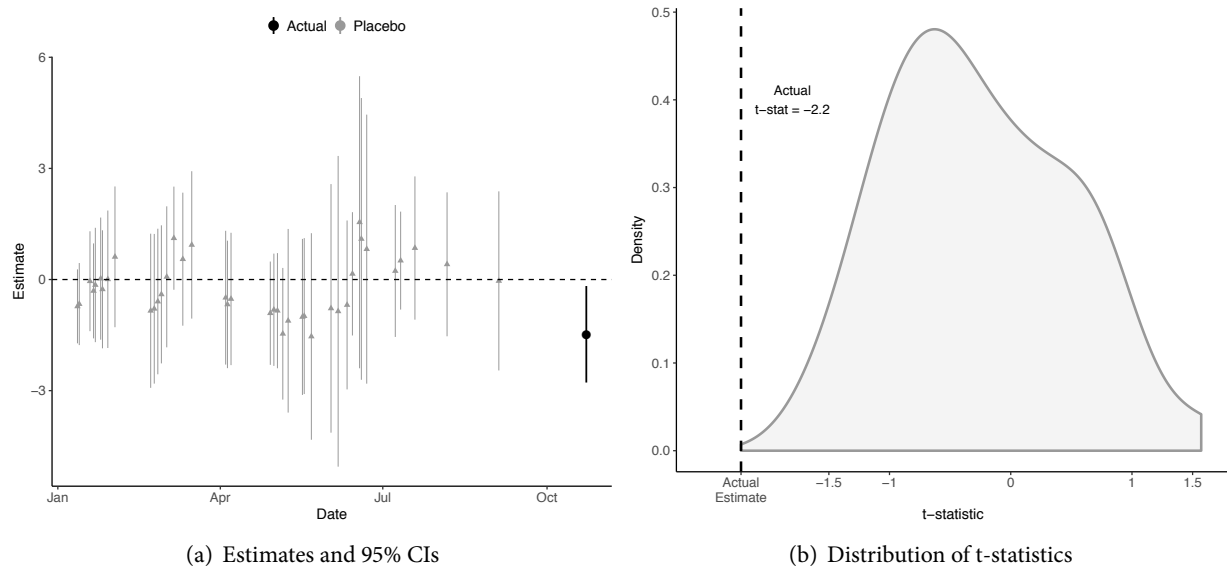 Actual Placebo
6
3
0
−3
Estimate
Jan Apr Jul Oct
Date
(a) Estimates and 95% CIs
0.5
0.4
0.3
0.2
0.1
0.0
Density
Actual
t−stat = −2.2
Actual
Estimate
−1.5 −1 0 1 1.5
t−statistic
(b) Distribution of t-statistics